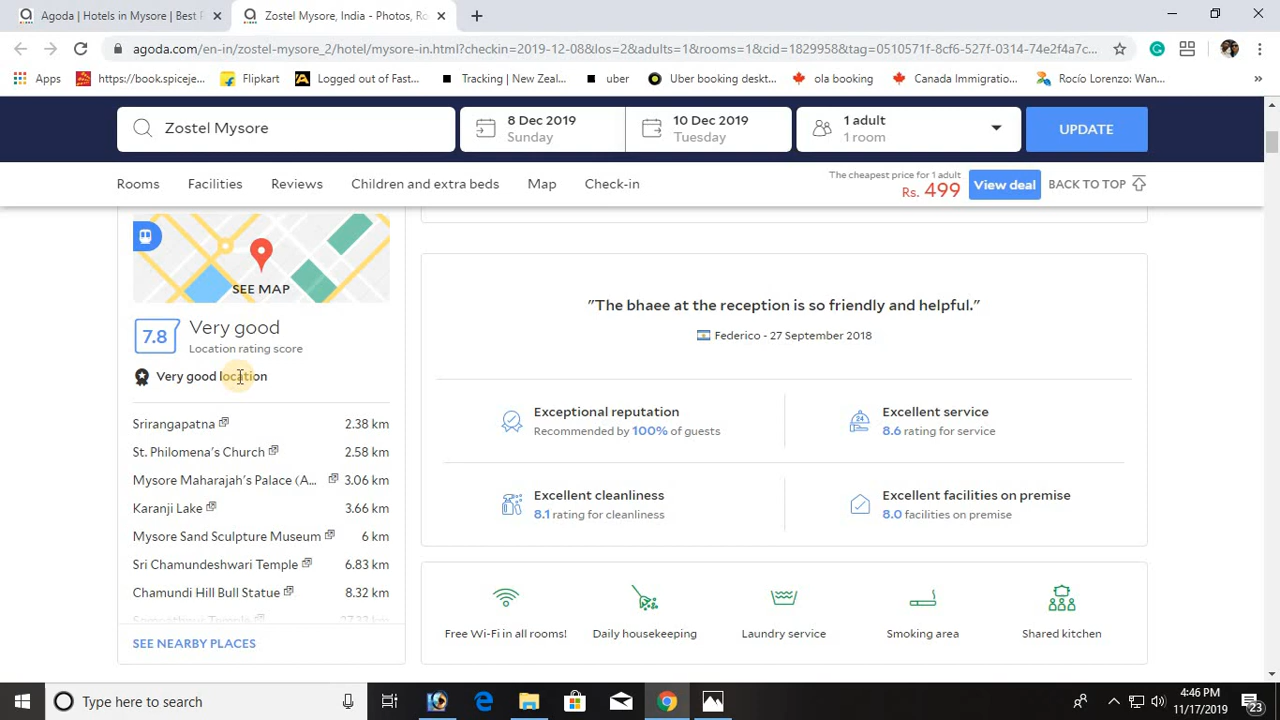 Agoda | Hotels in Mysore | Best P
Zostel Mysore, India - Photos, Ro
agoda.com/en-in/zostel-mysore_2/hotel/mysore-in.html?checkin=2019-12-08&los=2&adults=1&rooms=1&cid=1829958&tag=0510571f-8cf6-527f-0314-74e2f4a7c...
Apps
https://book.spiceje...
Flipkart
Logged out of Fast...
Tracking | New Zeal...
uber
Uber booking deskt...
ola booking
Canada Immigratio...
Rocío Lorenzo: Wan...
»
Zostel Mysore
8 Dec 2019
Sunday
10 Dec 2019
Tuesday
1 adult
1 room
UPDATE
Rooms
Facilities
Reviews
Children and extra beds
Map
Check-in
The cheapest price for 1 adult
Rs. 499
View deal
BACK TO TOP
SEE MAP
7.8
Very good
Location rating score
Very good location
Srirangapatna 2.38 km
St. Philomena's Church 2.58 km
Mysore Maharajah's Palace (A... 3.06 km
Karanji Lake 3.66 km
Mysore Sand Sculpture Museum 6 km
Sri Chamundeshwari Temple 6.83 km
Chamundi Hill Bull Statue 8.32 km
SEE NEARBY PLACES
"The bhaee at the reception is so friendly and helpful."
Federico - 27 September 2018
Exceptional reputation
Recommended by 100% of guests
Excellent service
8.6 rating for service
Excellent cleanliness
8.1 rating for cleanliness
Excellent facilities on premise
8.0 facilities on premise
Free Wi-Fi in all rooms!
Daily housekeeping
Laundry service
Smoking area
Shared kitchen
Type here to search
4:46 PM
11/17/2019
23